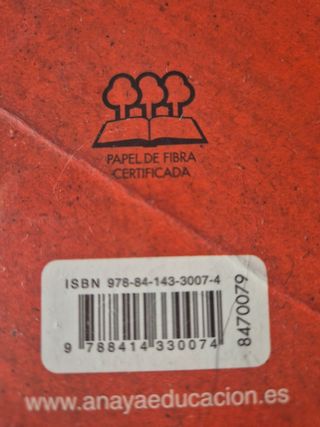 PAPEL DE FIBRA
CERTIFICADA
ISBN 978-84-143-3007-4
9 788414 330074
8470079
www.anayaeducacion.es